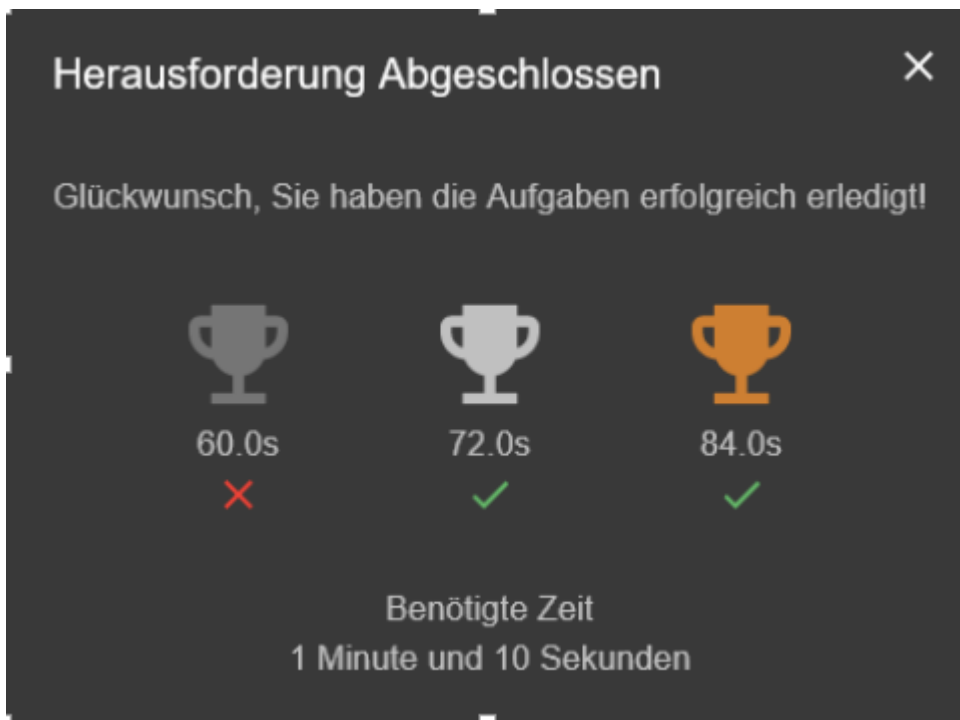 Herausforderung Abgeschlossen
Glückwunsch, Sie haben die Aufgaben erfolgreich erledigt!
60.0s 72.0s 84.0s
Benötigte Zeit
1 Minute und 10 Sekunden